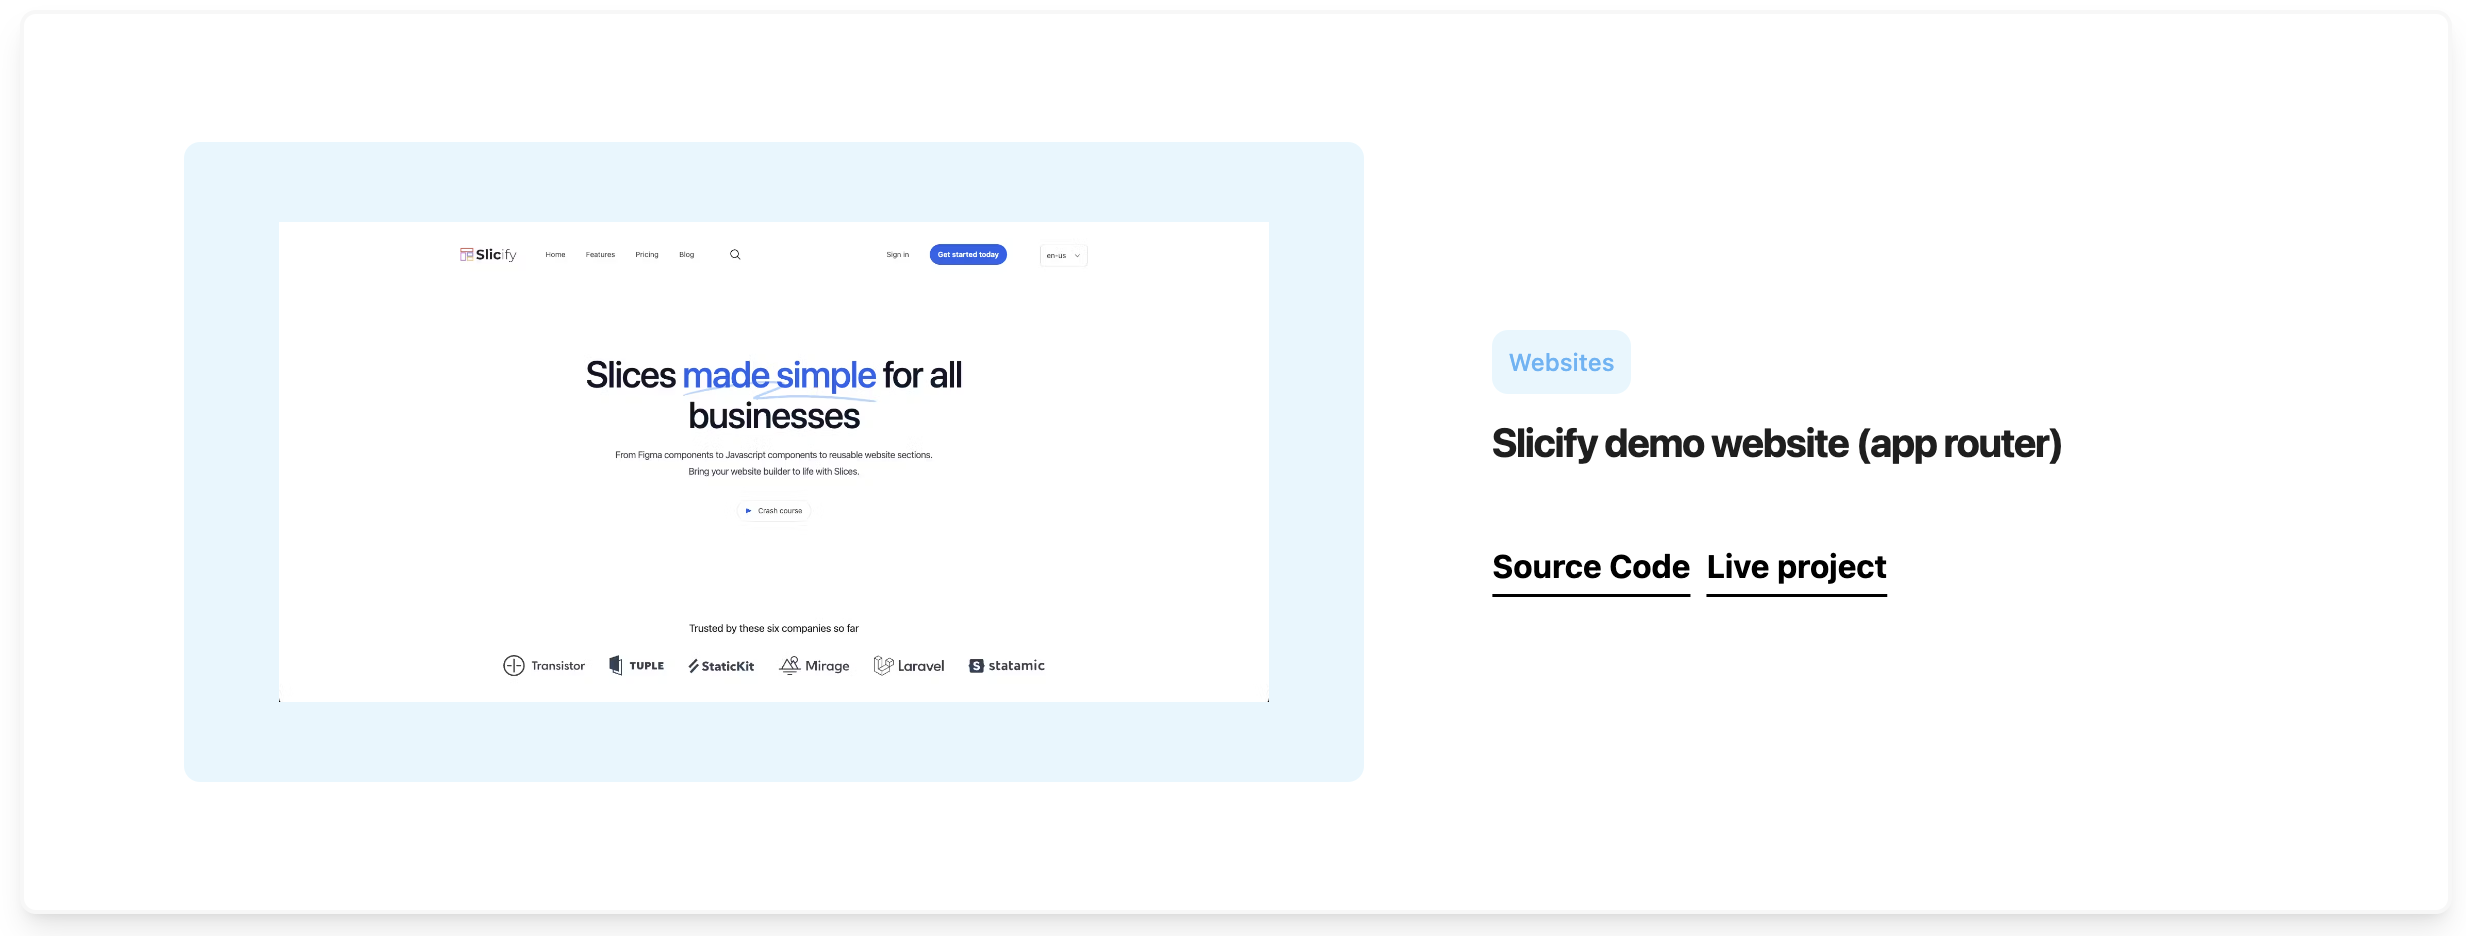 Slicify Home Features Pricing Blog Sign in Get started today en-us
Slices made simple for all
businesses
From Figma components to Javascript components to reusable website sections.
Bring your website builder to life with Slices.
Crash course
Trusted by these six companies so far
Transistor TUPLE StaticKit Mirage Laravel S statamic
Websites
Slicify demo website (app router)
Source Code Live project